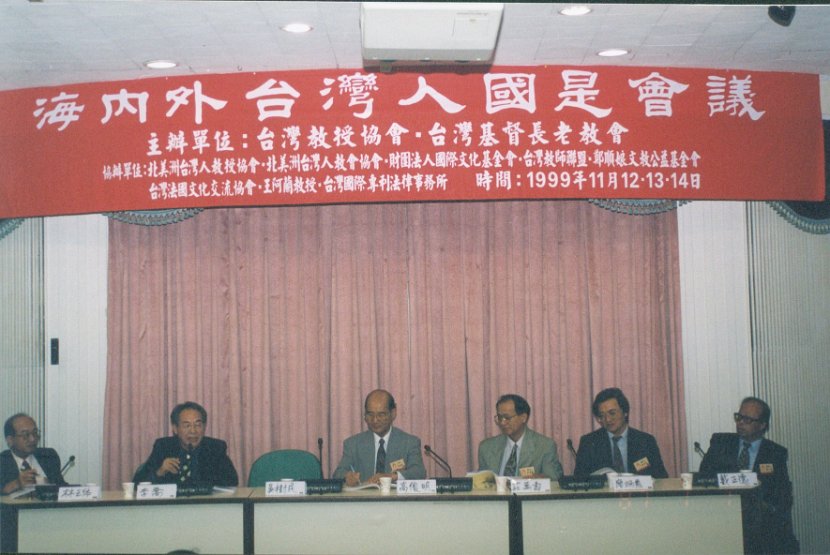 海內外台灣人國是會議
主辦單位：台灣教授協會·台灣基督長老教會
協辦單位：北美洲台灣人教授協會·北美洲台灣人教會協會·財團法人國際文化基金會·台灣教師聯盟·鄭順娘文教公益基金會
台灣法國文化交流協會·王阿蘭教授·台灣國際專利法律事務所 時間：1999年11月12·13·14日
李喬
高俊明